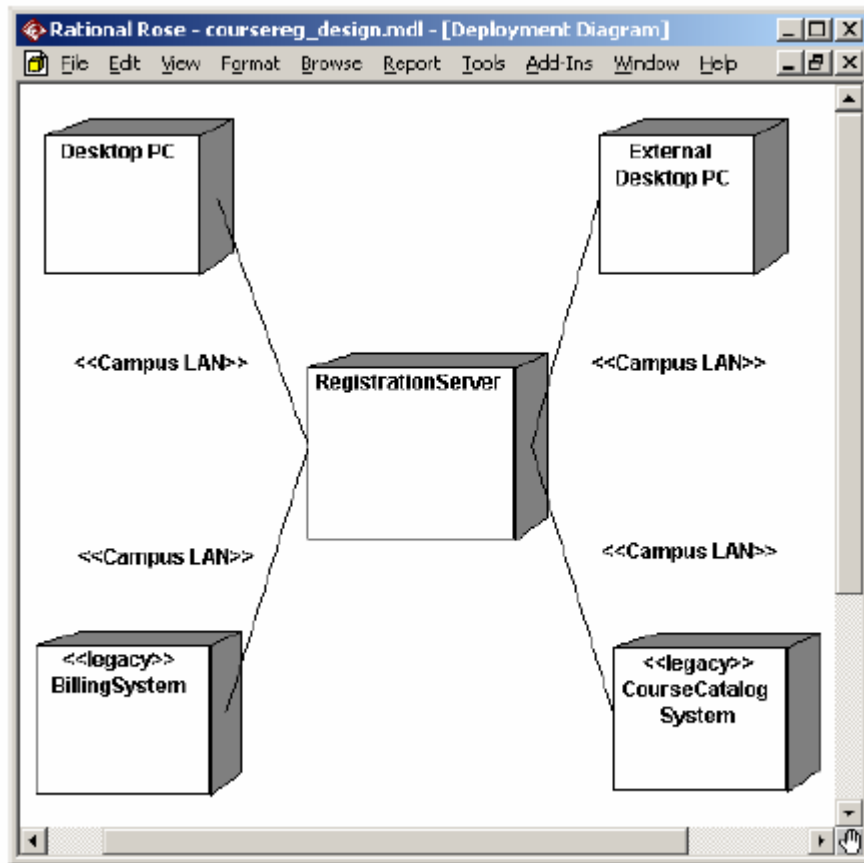 Rational Rose - coursereg_design.mdl - [Deployment Diagram]
File Edit View Format Browse Report Tools Add-Ins Window Help
Desktop PC
External
Desktop PC
<<Campus LAN>>
<<Campus LAN>>
RegistrationServer
<<Campus LAN>>
<<Campus LAN>>
<<legacy>>
BillingSystem
<<legacy>>
CourseCatalog
System